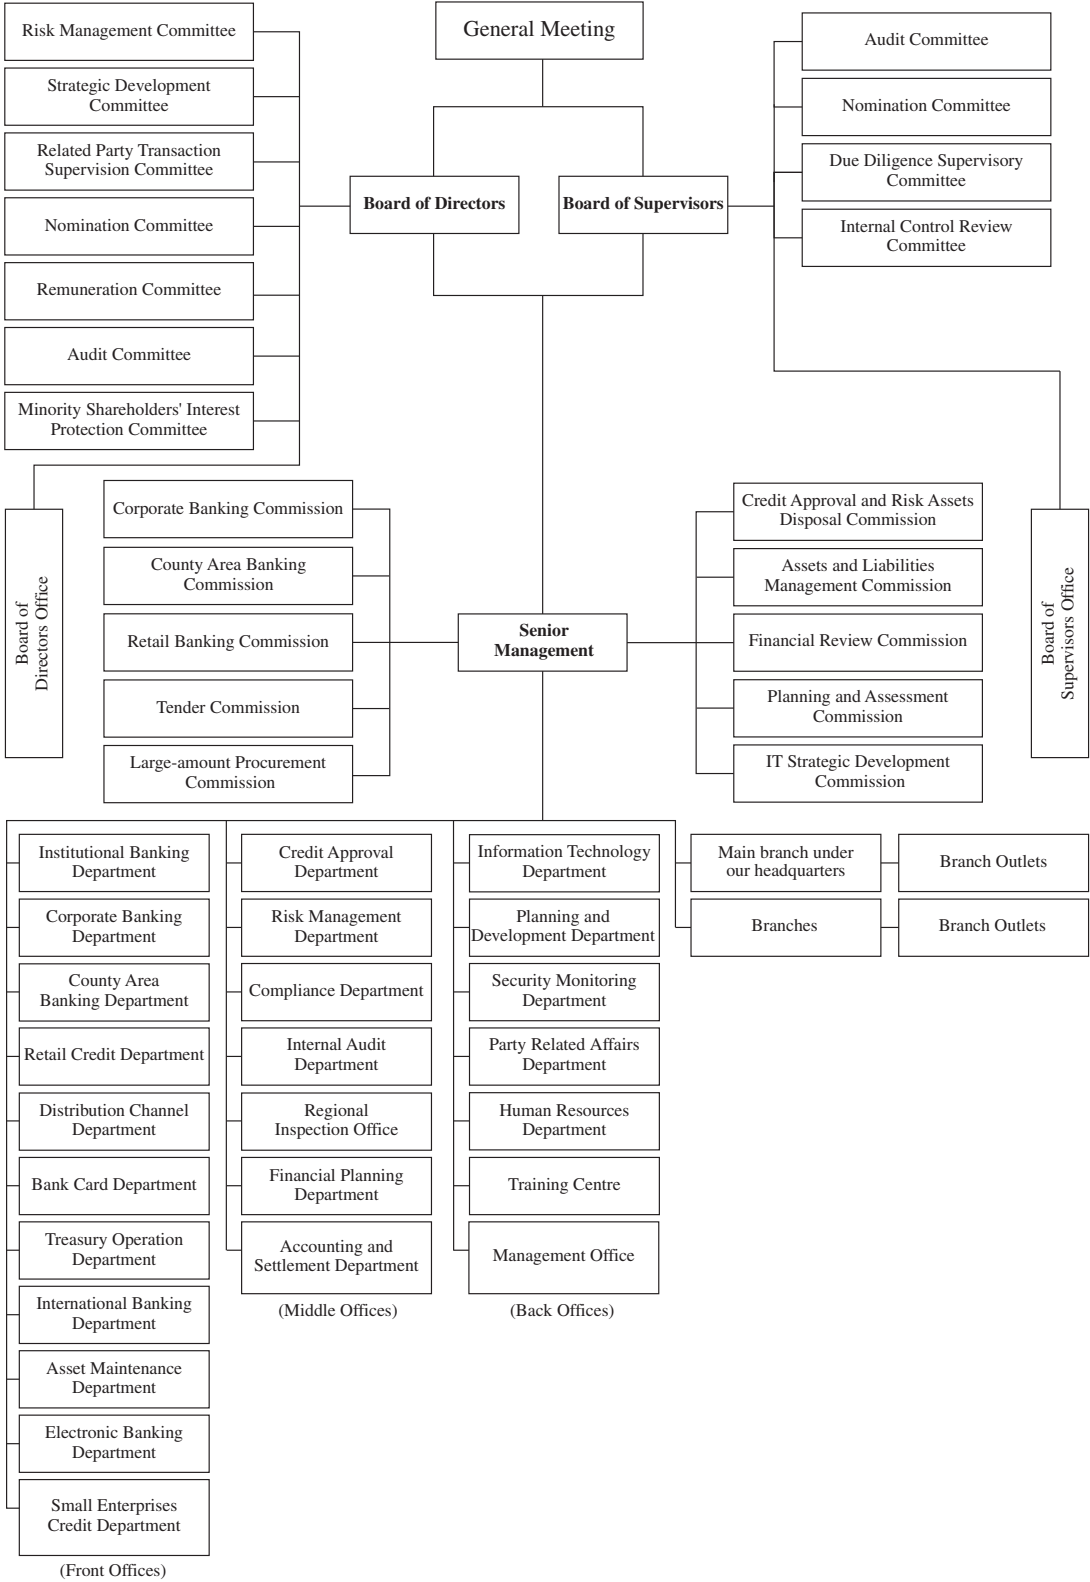 General Meeting
Risk Management Committee
Strategic Development
Committee
Related Party Transaction
Supervision Committee
Nomination Committee
Remuneration Committee
Audit Committee
Minority Shareholders' Interest
Protection Committee
Board of Directors
Board of Supervisors
Audit Committee
Nomination Committee
Due Diligence Supervisory
Committee
Internal Control Review
Committee
Board of
Directors Office
Corporate Banking Commission
County Area Banking
Commission
Retail Banking Commission
Tender Commission
Large-amount Procurement
Commission
Senior
Management
Credit Approval and Risk Assets
Disposal Commission
Assets and Liabilities
Management Commission
Financial Review Commission
Planning and Assessment
Commission
IT Strategic Development
Commission
Board of
Supervisors Office
Institutional Banking
Department
Corporate Banking
Department
County Area
Banking Department
Retail Credit Department
Distribution Channel
Department
Bank Card Department
Treasury Operation
Department
International Banking
Department
Asset Maintenance
Department
Electronic Banking
Department
Small Enterprises
Credit Department
(Front Offices)
Credit Approval
Department
Risk Management
Department
Compliance Department
Internal Audit
Department
Regional
Inspection Office
Financial Planning
Department
Accounting and
Settlement Department
(Middle Offices)
Information Technology
Department
Planning and
Development Department
Security Monitoring
Department
Party Related Affairs
Department
Human Resources
Department
Training Centre
Management Office
(Back Offices)
Main branch under
our headquarters
Branch Outlets
Branches
Branch Outlets